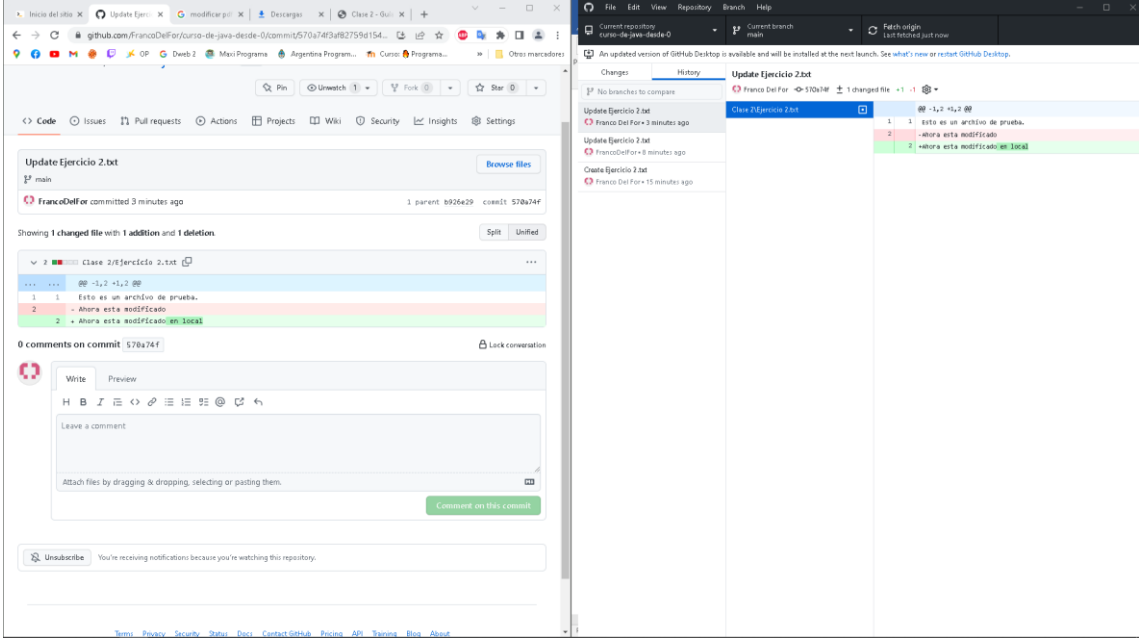 Inicio del sitio
Update Ejerci
modificar pdf
Descargas
Clase 2 - Guí
github.com/FrancoDelFor/curso-de-java-desde-0/commit/570a74f3af82759d154...
OP
Dweb 2
Maxi Programa
Argentina Program...
Curso: Programa...
»
Otros marcadores
Pin
Unwatch 1
Fork 0
Star 0
Code
Issues
Pull requests
Actions
Projects
Wiki
Security
Insights
Settings
Update Ejercicio 2.txt
Browse files
main
FrancoDelFor committed 3 minutes ago
1 parent b926e29 commit 570a74f
Showing 1 changed file with 1 addition and 1 deletion.
Split Unified
2 Clase 2/Ejercicio 2.txt
... ... @@ -1,2 +1,2 @@
1 1 Esto es un archivo de prueba.
2 - Ahora esta modificado
2 + Ahora esta modificado en local
0 comments on commit 570a74f
Lock conversation
Write Preview
Leave a comment
Attach files by dragging & dropping, selecting or pasting them.
Comment on this commit
Unsubscribe
You're receiving notifications because you're watching this repository.
Terms Privacy Security Status Docs Contact GitHub Pricing API Training Blog About
File Edit View Repository Branch Help
Current repository
curso-de-java-desde-0
Current branch
main
Fetch origin
Last fetched just now
An updated version of GitHub Desktop is available and will be installed at the next launch. See what's new or restart GitHub Desktop.
Changes History
No branches to compare
Update Ejercicio 2.txt
Franco Del For • 3 minutes ago
Update Ejercicio 2.txt
FrancoDelFor • 8 minutes ago
Create Ejercicio 2.txt
Franco Del For • 15 minutes ago
Update Ejercicio 2.txt
Franco Del For 570a74f 1 changed file +1 -1
Clase 2\Ejercicio 2.txt
@@ -1,2 +1,2 @@
1 1 Esto es un archivo de prueba.
2 -Ahora esta modificado
2 +Ahora esta modificado en local